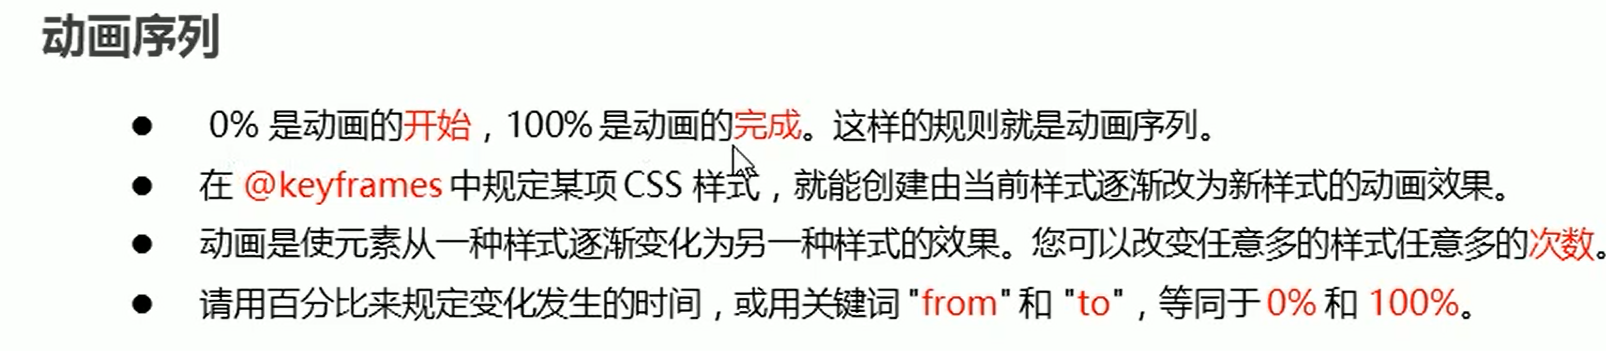 动画序列
● 0% 是动画的开始，100% 是动画的完成。这样的规则就是动画序列。
● 在 @keyframes 中规定某项 CSS 样式，就能创建由当前样式逐渐改为新样式的动画效果。
● 动画是使元素从一种样式逐渐变化为另一种样式的效果。您可以改变任意多的样式任意多的次数。
● 请用百分比来规定变化发生的时间，或用关键词 "from" 和 "to"，等同于 0% 和 100%。